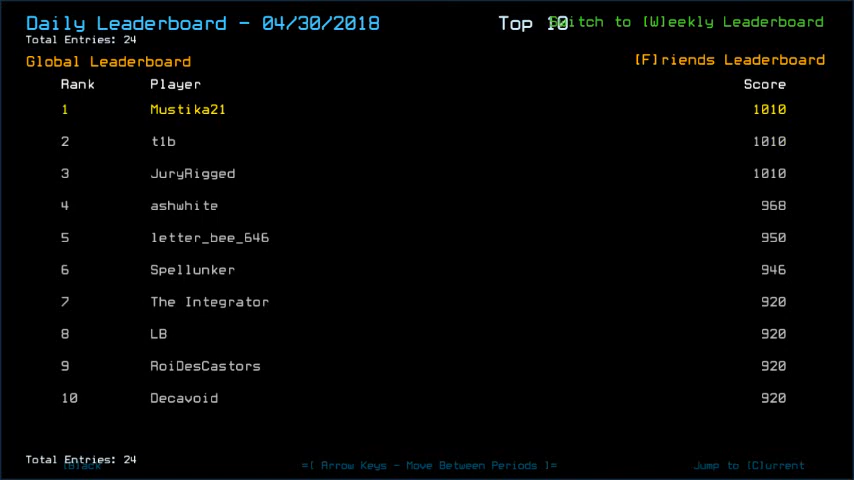 Daily Leaderboard - 04/30/2018 Top 10 Switch to [W]eekly Leaderboard
Total Entries: 24
Global Leaderboard [F]riends Leaderboard
Rank Player Score
1 Mustika21 1010
2 t1b 1010
3 JuryRigged 1010
4 ashwhite 968
5 letter_bee_646 950
6 Spellunker 946
7 The Integrator 920
8 LB 920
9 RoiDesCastors 920
10 Decavoid 920
Total Entries: 24
=[ Arrow Keys - Move Between Periods ]= Jump to [C]urrent